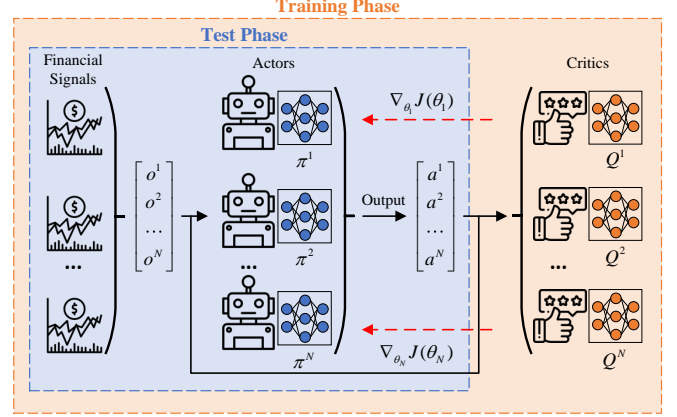 Training Phase
Test Phase
Financial
Signals
Actors
Critics
$
$
$
...
o^1
o^2
...
o^N
π^1
π^2
...
π^N
Output
a^1
a^2
...
a^N
∇_{θ_1} J(θ_1)
∇_{θ_N} J(θ_N)
Q^1
Q^2
...
Q^N